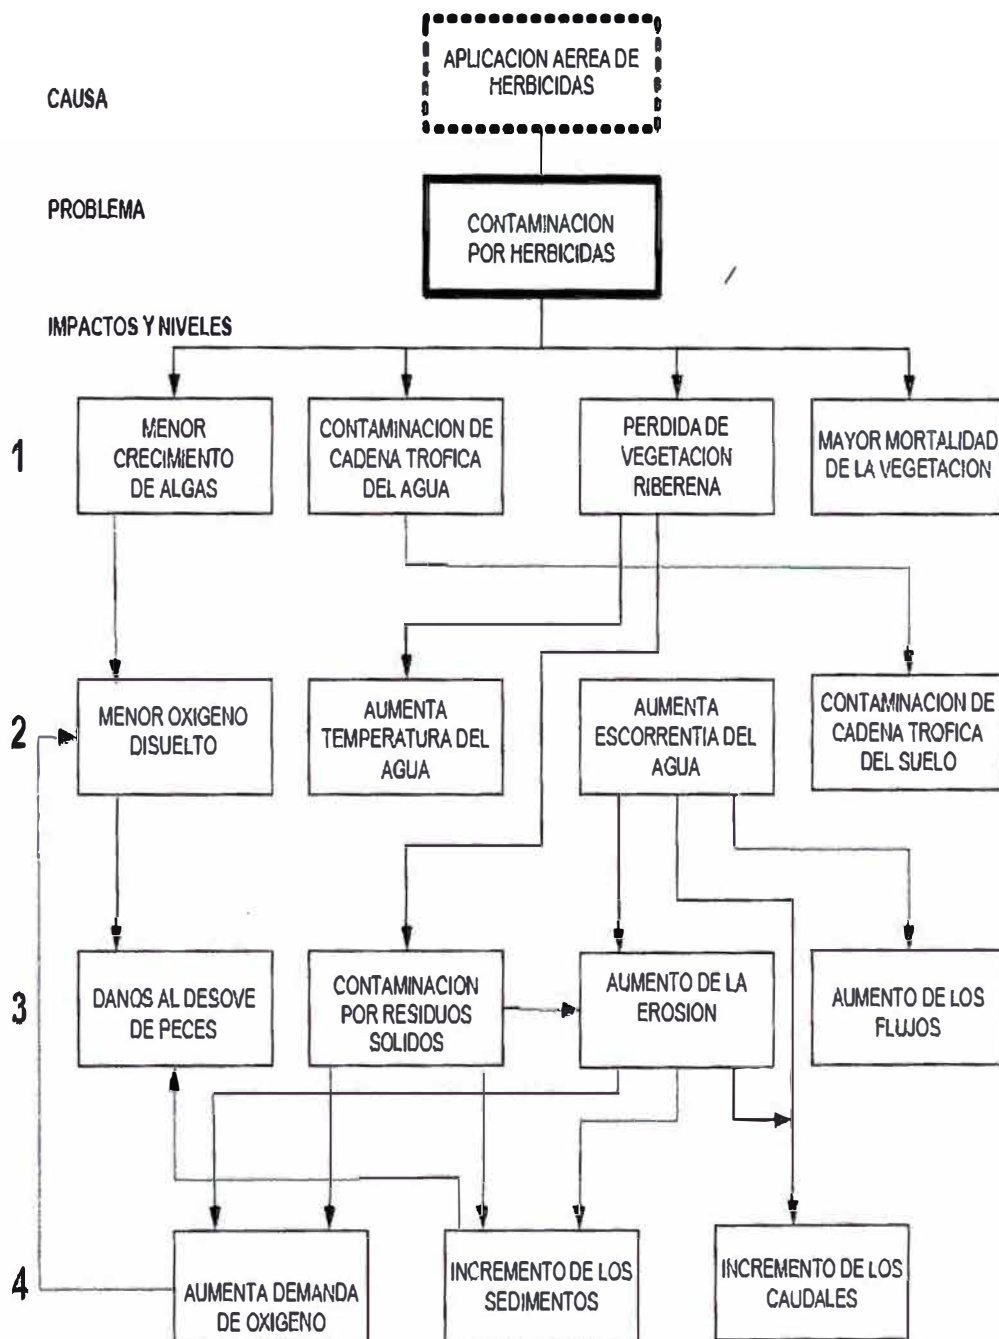 APLICACION AEREA DE
HERBICIDAS
CAUSA
PROBLEMA
CONTAMINACION
POR HERBICIDAS
IMPACTOS Y NIVELES
1
MENOR
CRECIMIENTO
DE ALGAS
CONTAMINACION DE
CADENA TROFICA
DEL AGUA
PERDIDA DE
VEGETACION
RIBERENA
MAYOR MORTALIDAD
DE LA VEGETACION
2
MENOR OXIGENO
DISUELTO
AUMENTA
TEMPERATURA DEL
AGUA
AUMENTA
ESCORRENTIA DEL
AGUA
CONTAMINACION DE
CADENA TROFICA
DEL SUELO
3
DANOS AL DESOVE
DE PECES
CONTAMINACION
POR RESIDUOS
SOLIDOS
AUMENTO DE LA
EROSION
AUMENTO DE LOS
FLUJOS
4
AUMENTA DEMANDA
DE OXIGENO
INCREMENTO DE LOS
SEDIMENTOS
INCREMENTO DE LOS
CAUDALES